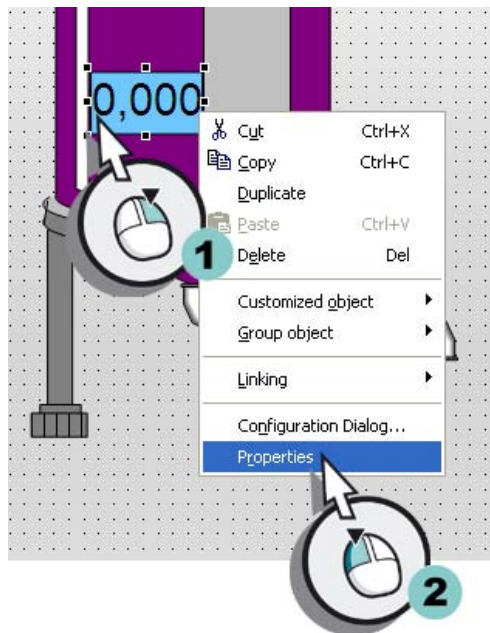 0,000
Cut Ctrl+X
Copy Ctrl+C
Duplicate
Paste Ctrl+V
Delete Del
Customized object
Group object
Linking
Configuration Dialog...
Properties
1
2